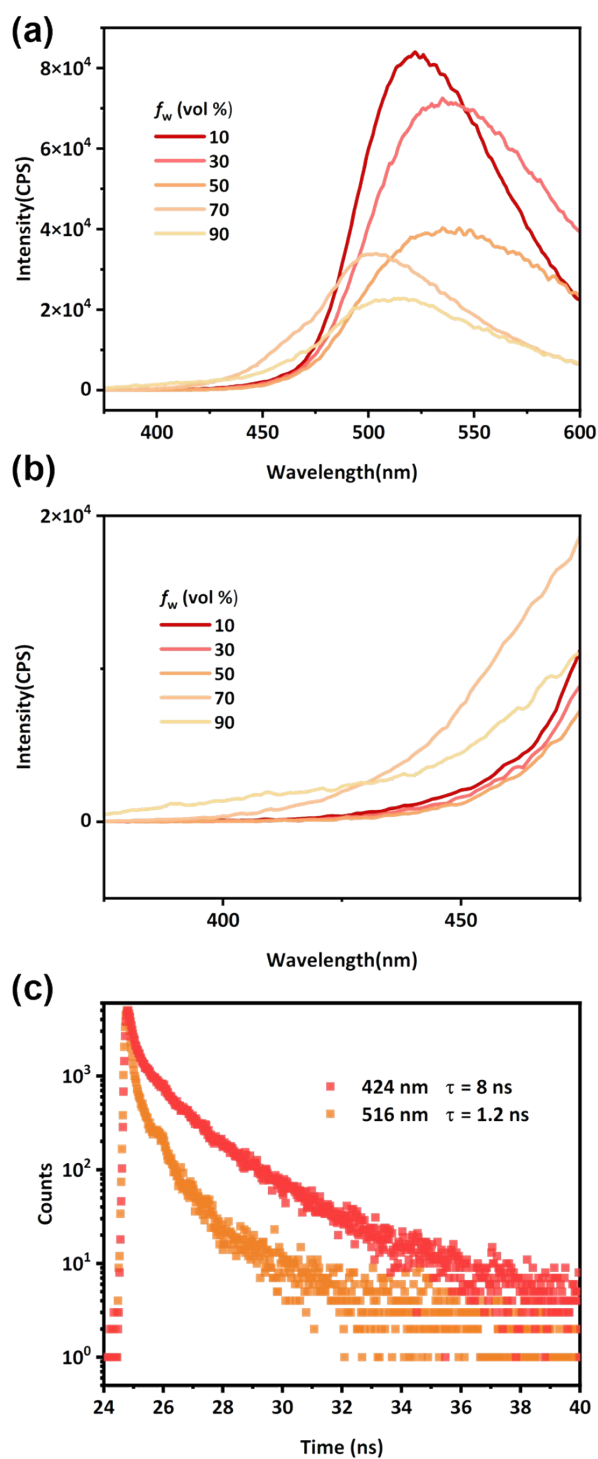 (a)
8×10⁴
6×10⁴
4×10⁴
2×10⁴
0
Intensity(CPS)
fw (vol %)
10
30
50
70
90
400 450 500 550 600
Wavelength(nm)
(b)
2×10⁴
0
Intensity(CPS)
fw (vol %)
10
30
50
70
90
400 450
Wavelength(nm)
(c)
10³
10²
10¹
10⁰
Counts
424 nm τ = 8 ns
516 nm τ = 1.2 ns
24 26 28 30 32 34 36 38 40
Time (ns)